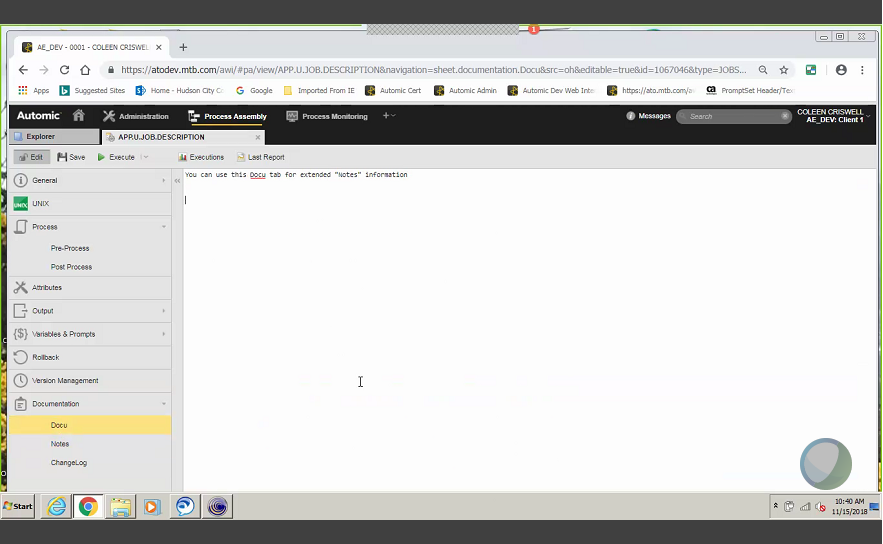 1
AE_DEV - 0001 - COLEEN CRISWELL
https://atodev.mtb.com/awi/#pa/view/APP.U.JOB.DESCRIPTION&navigation=sheet.documentation.Docu&src=oh&editable=true&id=1067046&type=JOBS...
Apps Suggested Sites Home - Hudson City C Google Imported From IE Automic Cert Automic Admin Automic Dev Web Inte https://ato.mtb.com/aw PromptSet Header/Tex
Automic Administration Process Assembly Process Monitoring Messages Search COLEEN CRISWELL
AE_DEV: Client 1
Explorer APP.U.JOB.DESCRIPTION
Edit Save Execute Executions Last Report
You can use this Docu tab for extended "Notes" information
General
UNIX
Process
Pre-Process
Post Process
Attributes
Output
Variables & Prompts
Rollback
Version Management
Documentation
Docu
Notes
ChangeLog
Start
10:40 AM
11/15/2018